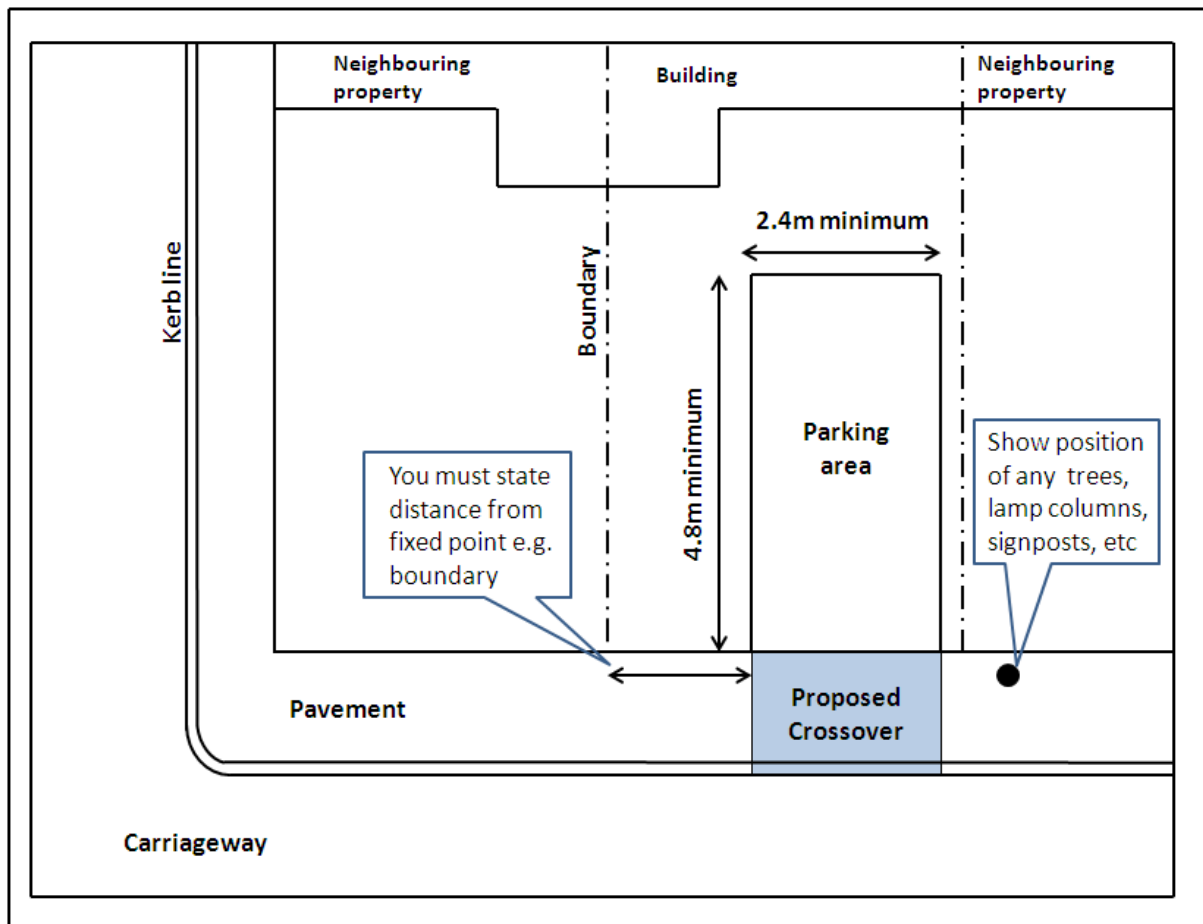 Neighbouring
property
Building
Neighbouring
property
2.4m minimum
Kerb line
Boundary
4.8m minimum
Parking
area
Show position
of any trees,
lamp columns,
signposts, etc
You must state
distance from
fixed point e.g.
boundary
Pavement
Proposed
Crossover
Carriageway